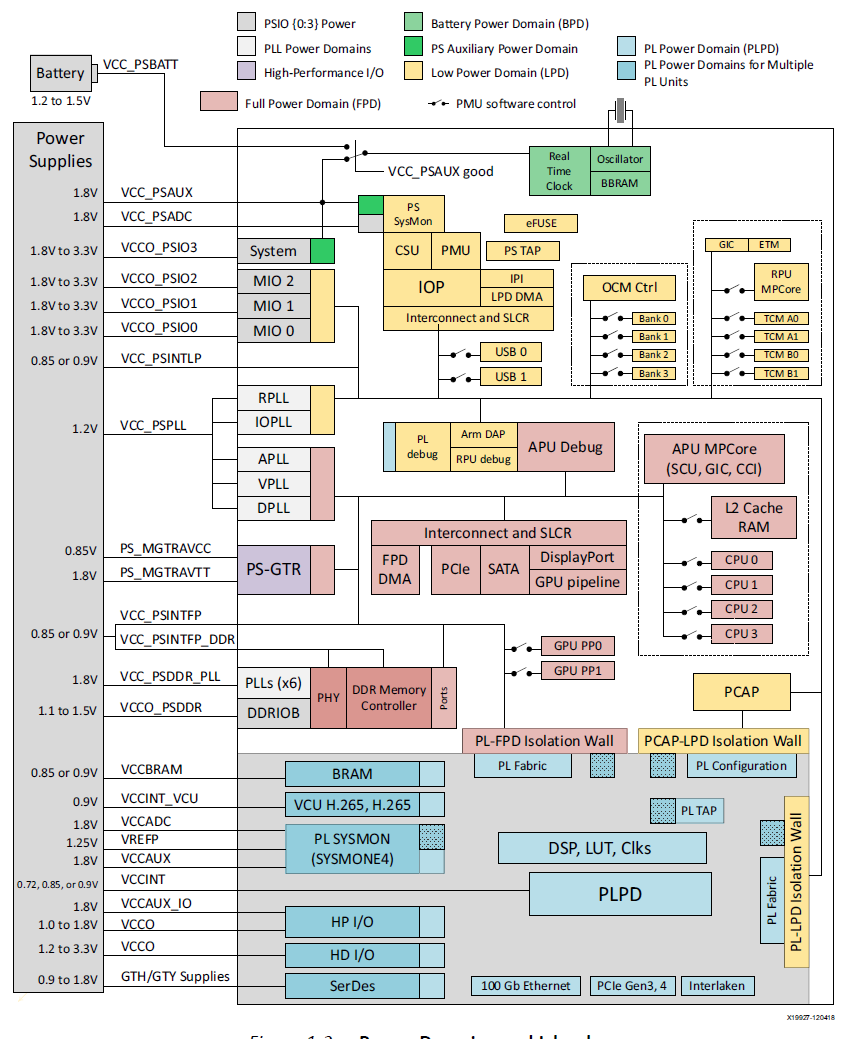 PSIO {0:3} Power
Battery Power Domain (BPD)
PLL Power Domains
PS Auxiliary Power Domain
PL Power Domain (PLPD)
High-Performance I/O
Low Power Domain (LPD)
PL Power Domains for Multiple
PL Units
Full Power Domain (FPD)
PMU software control
Battery
VCC_PSBATT
1.2 to 1.5V
Power
Supplies
VCC_PSAUX good
Real
Time
Clock
Oscillator
BBRAM
1.8V
VCC_PSAUX
1.8V
VCC_PSADC
PS
SysMon
eFUSE
1.8V to 3.3V
VCCO_PSIO3
System
CSU
PMU
PS TAP
GIC
ETM
1.8V to 3.3V
VCCO_PSIO2
MIO 2
IOP
IPI
LPD DMA
OCM Ctrl
RPU
MPCore
1.8V to 3.3V
VCCO_PSIO1
MIO 1
Interconnect and SLCR
Bank 0
TCM A0
1.8V to 3.3V
VCCO_PSIO0
MIO 0
Bank 1
TCM A1
0.85 or 0.9V
VCC_PSINTLP
USB 0
Bank 2
TCM B0
USB 1
Bank 3
TCM B1
RPLL
IOPLL
1.2V
VCC_PSPLL
APLL
VPLL
DPLL
PL
debug
Arm DAP
RPU debug
APU Debug
APU MPCore
(SCU, GIC, CCI)
L2 Cache
RAM
Interconnect and SLCR
FPD
DMA
PCIe
SATA
DisplayPort
GPU pipeline
CPU 0
CPU 1
CPU 2
CPU 3
0.85V
PS_MGTRAVCC
1.8V
PS_MGTRAVTT
PS-GTR
VCC_PSINTFP
0.85 or 0.9V
VCC_PSINTFP_DDR
GPU PP0
GPU PP1
1.8V
VCC_PSDDR_PLL
PLLs (x6)
PHY
DDR Memory
Controller
Ports
PCAP
1.1 to 1.5V
VCCO_PSDDR
DDRIOB
PL-FPD Isolation Wall
PCAP-LPD Isolation Wall
0.85 or 0.9V
VCCBRAM
BRAM
PL Fabric
PL Configuration
0.9V
VCCINT_VCU
VCU H.265, H.265
PL TAP
1.8V
VCCADC
1.25V
VREFP
PL SYSMON
(SYSMONE4)
1.8V
VCCAUX
DSP, LUT, Clks
0.72, 0.85, or 0.9V
VCCINT
PLPD
PL Fabric
PL-LPD Isolation Wall
1.8V
VCCAUX_IO
1.0 to 1.8V
VCCO
HP I/O
1.2 to 3.3V
VCCO
HD I/O
0.9 to 1.8V
GTH/GTY Supplies
SerDes
100 Gb Ethernet
PCIe Gen3, 4
Interlaken
X19927-120418